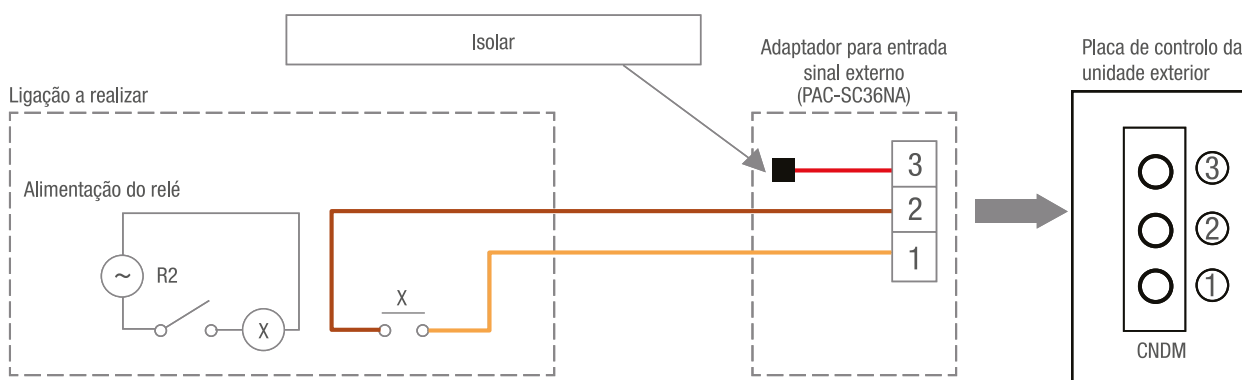 Isolar
Adaptador para entrada
sinal externo
(PAC-SC36NA)
Placa de controlo da
unidade exterior
Ligação a realizar
Alimentação do relé
~
R2
X
X
3
2
1
3
2
1
CNDM